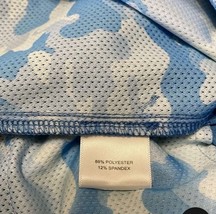 88% POLYESTER
12% SPANDEX